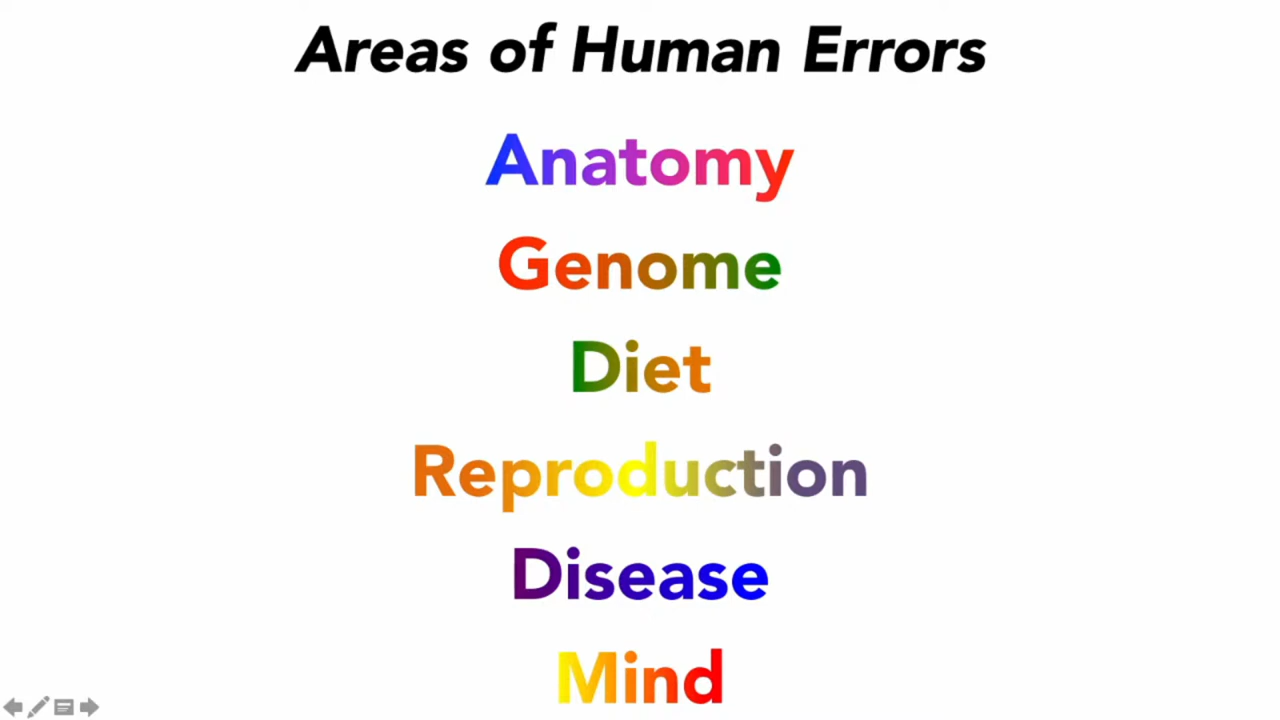 Areas of Human Errors
Anatomy
Genome
Diet
Reproduction
Disease
Mind